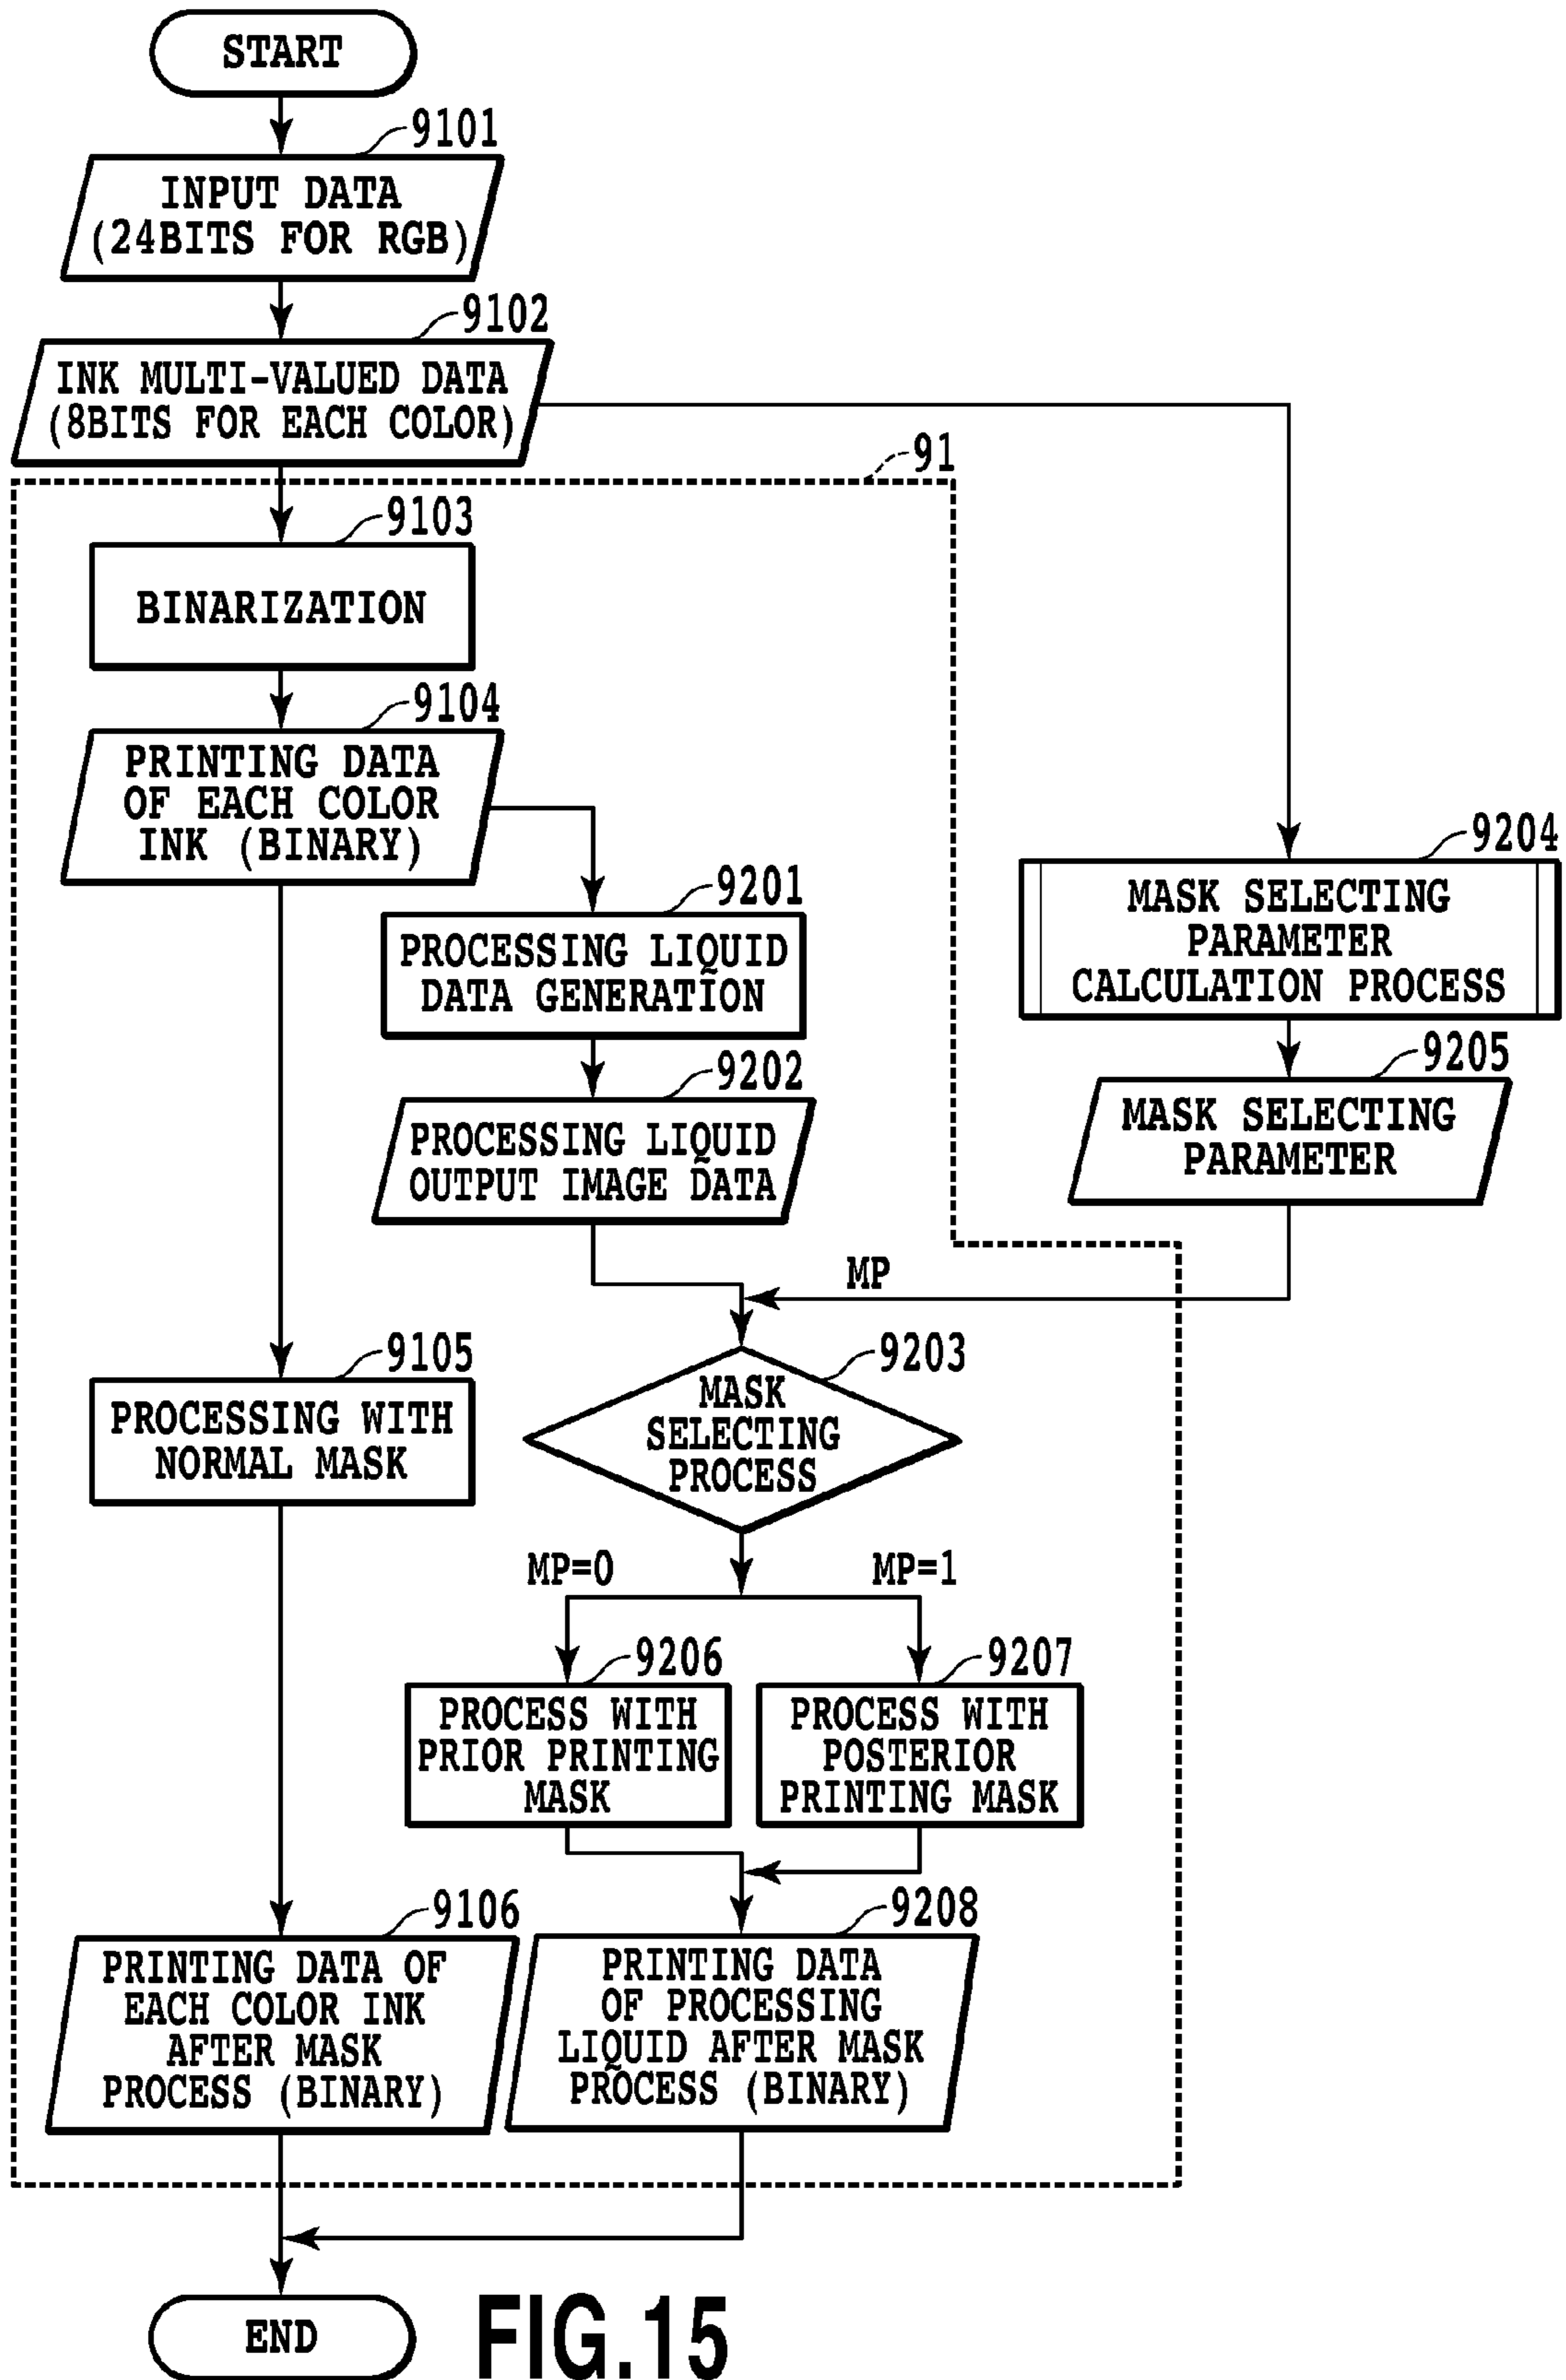 START
9101
INPUT DATA
(24BITS FOR RGB)
9102
INK MULTI-VALUED DATA
(8BITS FOR EACH COLOR)
91
9103
BINARIZATION
9104
PRINTING DATA
OF EACH COLOR
INK (BINARY)
9201
PROCESSING LIQUID
DATA GENERATION
9204
MASK SELECTING
PARAMETER
CALCULATION PROCESS
9202
PROCESSING LIQUID
OUTPUT IMAGE DATA
9205
MASK SELECTING
PARAMETER
MP
9105
PROCESSING WITH
NORMAL MASK
9203
MASK
SELECTING
PROCESS
MP=0
MP=1
9206
PROCESS WITH
PRIOR PRINTING
MASK
9207
PROCESS WITH
POSTERIOR
PRINTING MASK
9106
PRINTING DATA OF
EACH COLOR INK
AFTER MASK
PROCESS (BINARY)
9208
PRINTING DATA
OF PROCESSING
LIQUID AFTER MASK
PROCESS (BINARY)
END
FIG.15